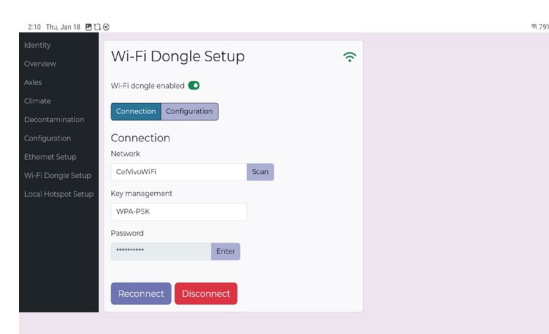 2:10 Thu, Jan 18
79%
Identity
Overview
Axles
Climate
Decontamination
Configuration
Ethernet Setup
Wi-Fi Dongle Setup
Local Hotspot Setup
Wi-Fi Dongle Setup
Wi-Fi dongle enabled
Connection Configuration
Connection
Network
CelVivoWiFi Scan
Key management
WPA-PSK
Password
********** Enter
Reconnect Disconnect